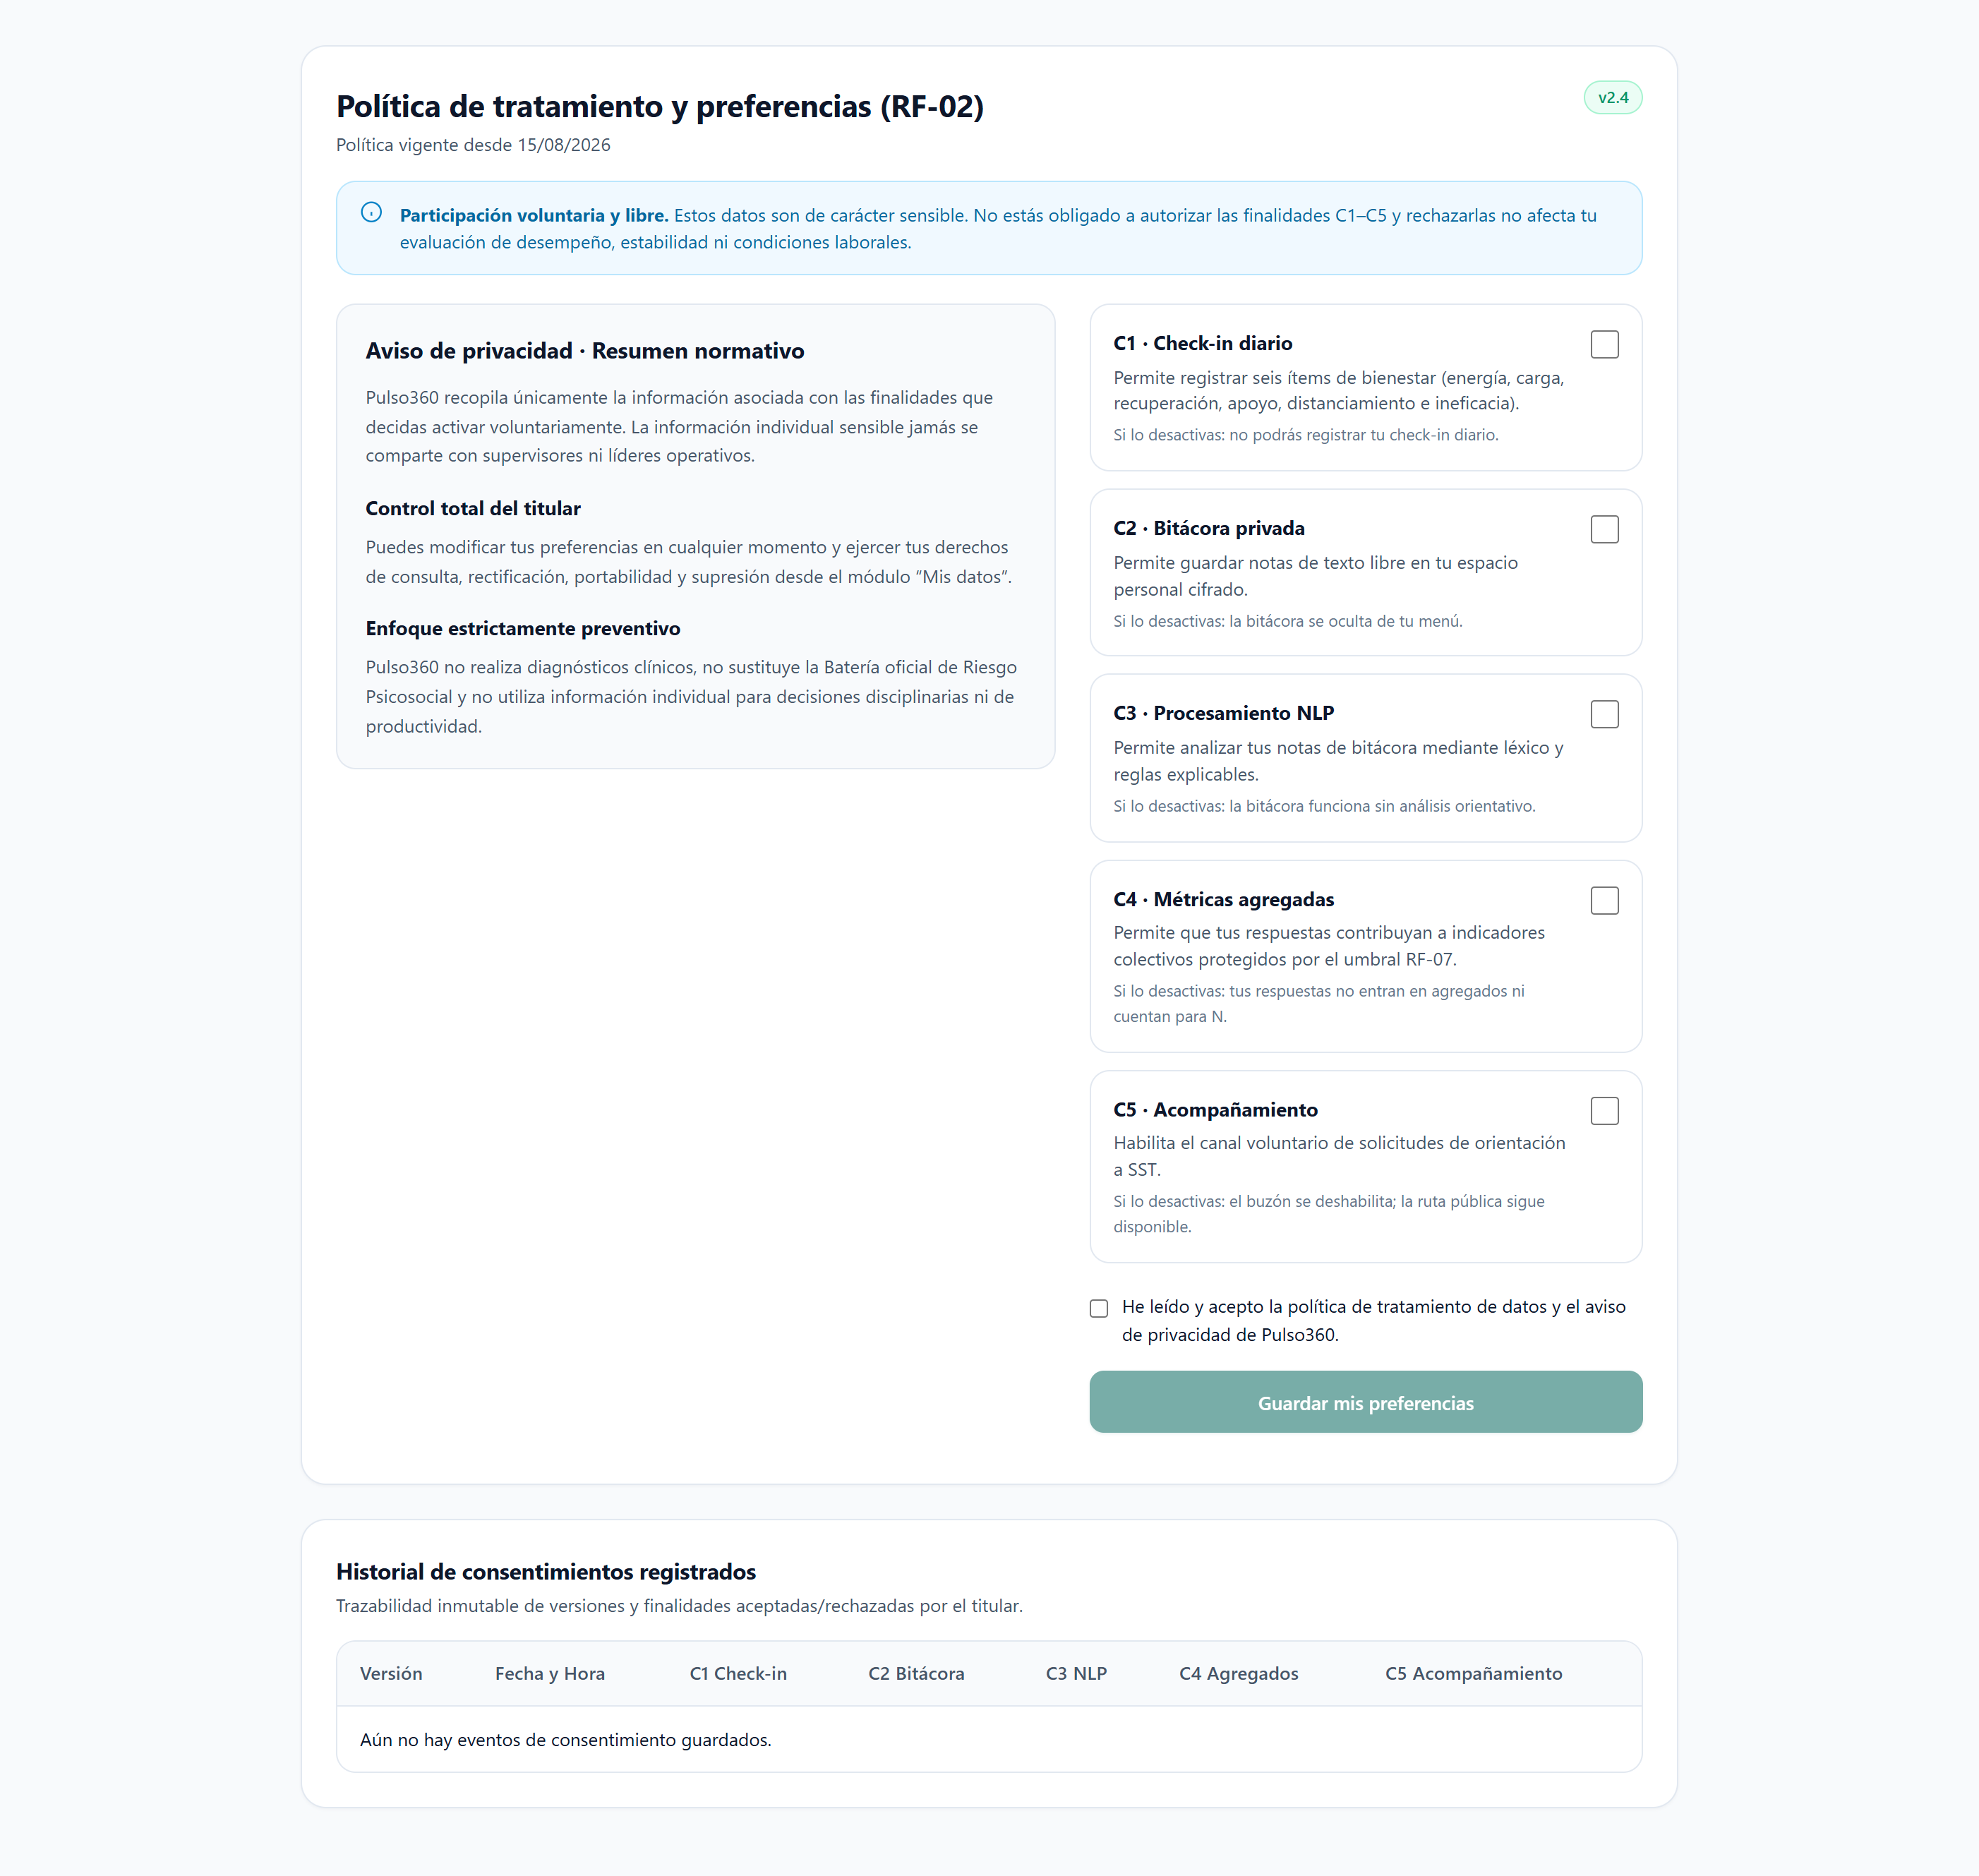 Política de tratamiento y preferencias (RF-02)
v2.4
Política vigente desde 15/08/2026
Participación voluntaria y libre. Estos datos son de carácter sensible. No estás obligado a autorizar las finalidades C1–C5 y rechazarlas no afecta tu
evaluación de desempeño, estabilidad ni condiciones laborales.
Aviso de privacidad · Resumen normativo
Pulso360 recopila únicamente la información asociada con las finalidades que
decidas activar voluntariamente. La información individual sensible jamás se
comparte con supervisores ni líderes operativos.
Control total del titular
Puedes modificar tus preferencias en cualquier momento y ejercer tus derechos
de consulta, rectificación, portabilidad y supresión desde el módulo “Mis datos”.
Enfoque estrictamente preventivo
Pulso360 no realiza diagnósticos clínicos, no sustituye la Batería oficial de Riesgo
Psicosocial y no utiliza información individual para decisiones disciplinarias ni de
productividad.
C1 · Check-in diario
Permite registrar seis ítems de bienestar (energía, carga,
recuperación, apoyo, distanciamiento e ineficacia).
Si lo desactivas: no podrás registrar tu check-in diario.
C2 · Bitácora privada
Permite guardar notas de texto libre en tu espacio
personal cifrado.
Si lo desactivas: la bitácora se oculta de tu menú.
C3 · Procesamiento NLP
Permite analizar tus notas de bitácora mediante léxico y
reglas explicables.
Si lo desactivas: la bitácora funciona sin análisis orientativo.
C4 · Métricas agregadas
Permite que tus respuestas contribuyan a indicadores
colectivos protegidos por el umbral RF-07.
Si lo desactivas: tus respuestas no entran en agregados ni
cuentan para N.
C5 · Acompañamiento
Habilita el canal voluntario de solicitudes de orientación
a SST.
Si lo desactivas: el buzón se deshabilita; la ruta pública sigue
disponible.
He leído y acepto la política de tratamiento de datos y el aviso
de privacidad de Pulso360.
Guardar mis preferencias
Historial de consentimientos registrados
Trazabilidad inmutable de versiones y finalidades aceptadas/rechazadas por el titular.
Versión Fecha y Hora C1 Check-in C2 Bitácora C3 NLP C4 Agregados C5 Acompañamiento
Aún no hay eventos de consentimiento guardados.